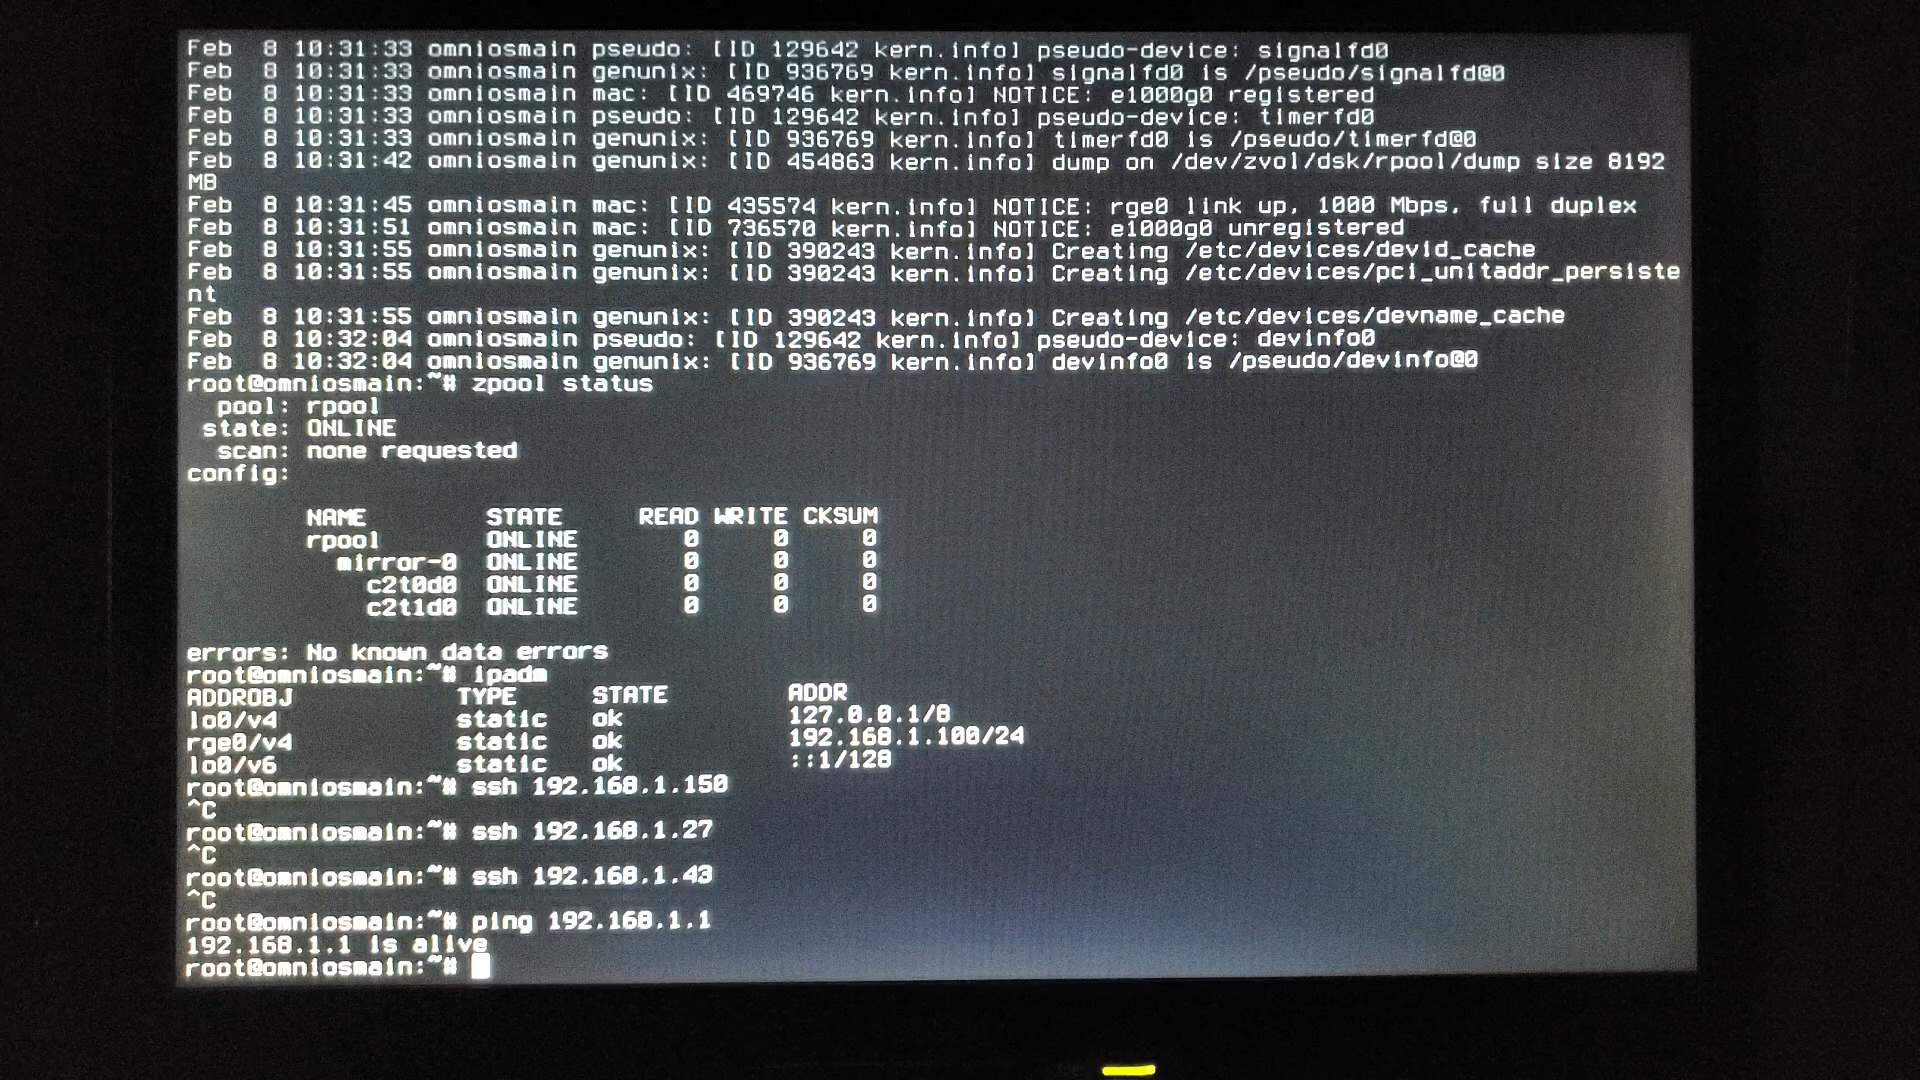 Feb  8 10:31:33 omniosmain pseudo: [ID 129642 kern.info] pseudo-device: signalfd0
Feb  8 10:31:33 omniosmain genunix: [ID 936769 kern.info] signalfd0 is /pseudo/signalfd@0
Feb  8 10:31:33 omniosmain mac: [ID 469746 kern.info] NOTICE: e1000g0 registered
Feb  8 10:31:33 omniosmain pseudo: [ID 129642 kern.info] pseudo-device: timerfd0
Feb  8 10:31:33 omniosmain genunix: [ID 936769 kern.info] timerfd0 is /pseudo/timerfd@0
Feb  8 10:31:42 omniosmain genunix: [ID 454863 kern.info] dump on /dev/zvol/dsk/rpool/dump size 8192
MB
Feb  8 10:31:45 omniosmain mac: [ID 435574 kern.info] NOTICE: rge0 link up, 1000 Mbps, full duplex
Feb  8 10:31:51 omniosmain mac: [ID 736570 kern.info] NOTICE: e1000g0 unregistered
Feb  8 10:31:55 omniosmain genunix: [ID 390243 kern.info] Creating /etc/devices/devid_cache
Feb  8 10:31:55 omniosmain genunix: [ID 390243 kern.info] Creating /etc/devices/pci_unitaddr_persiste
nt
Feb  8 10:31:55 omniosmain genunix: [ID 390243 kern.info] Creating /etc/devices/devname_cache
Feb  8 10:32:04 omniosmain pseudo: [ID 129642 kern.info] pseudo-device: devinfo0
Feb  8 10:32:04 omniosmain genunix: [ID 936769 kern.info] devinfo0 is /pseudo/devinfo@0
root@omniosmain:~# zpool status
  pool: rpool
 state: ONLINE
  scan: none requested
config:
        NAME        STATE     READ WRITE CKSUM
        rpool       ONLINE       0     0     0
          mirror-0  ONLINE       0     0     0
            c2t0d0  ONLINE       0     0     0
            c2t1d0  ONLINE       0     0     0
errors: No known data errors
root@omniosmain:~# ipadm
ADDROBJ           TYPE     STATE        ADDR
lo0/v4            static   ok           127.0.0.1/8
rge0/v4           static   ok           192.168.1.100/24
lo0/v6            static   ok           ::1/128
root@omniosmain:~# ssh 192.168.1.150
^C
root@omniosmain:~# ssh 192.168.1.27
^C
root@omniosmain:~# ssh 192.168.1.43
^C
root@omniosmain:~# ping 192.168.1.1
192.168.1.1 is alive
root@omniosmain:~#